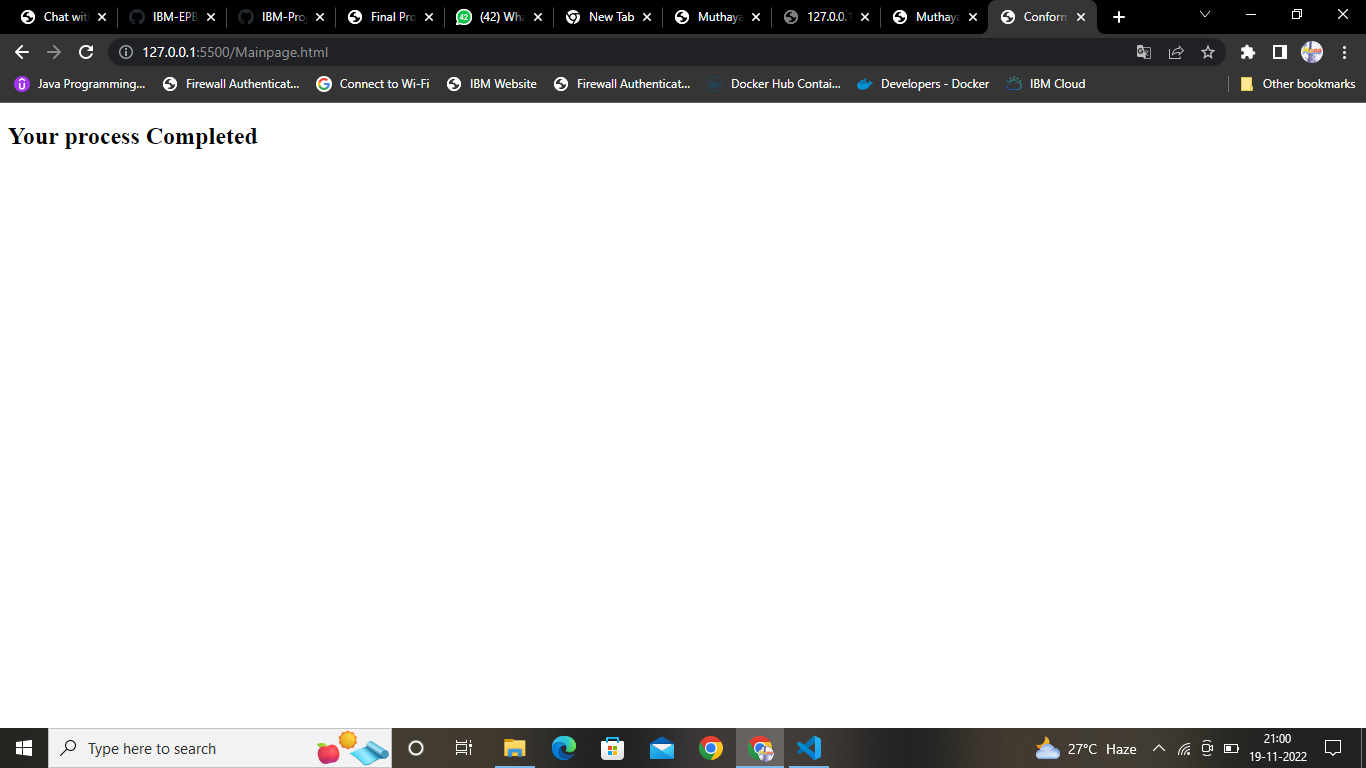 Chat wit
IBM-EPB
IBM-Pro
Final Pro
(42) Wha
New Tab
Muthaya
127.0.0.1
Muthaya
Conform
127.0.0.1:5500/Mainpage.html
Java Programming...
Firewall Authenticat...
Connect to Wi-Fi
IBM Website
Firewall Authenticat...
Docker Hub Contai...
Developers - Docker
IBM Cloud
Other bookmarks
Your process Completed
Type here to search
27°C Haze
21:00
19-11-2022